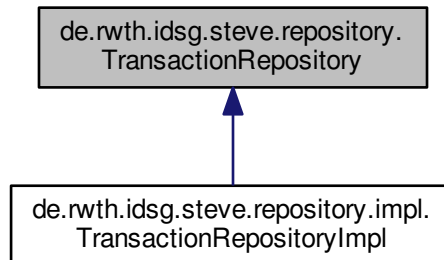 de.rwth.idsg.steve.repository.
TransactionRepository
de.rwth.idsg.steve.repository.impl.
TransactionRepositoryImpl